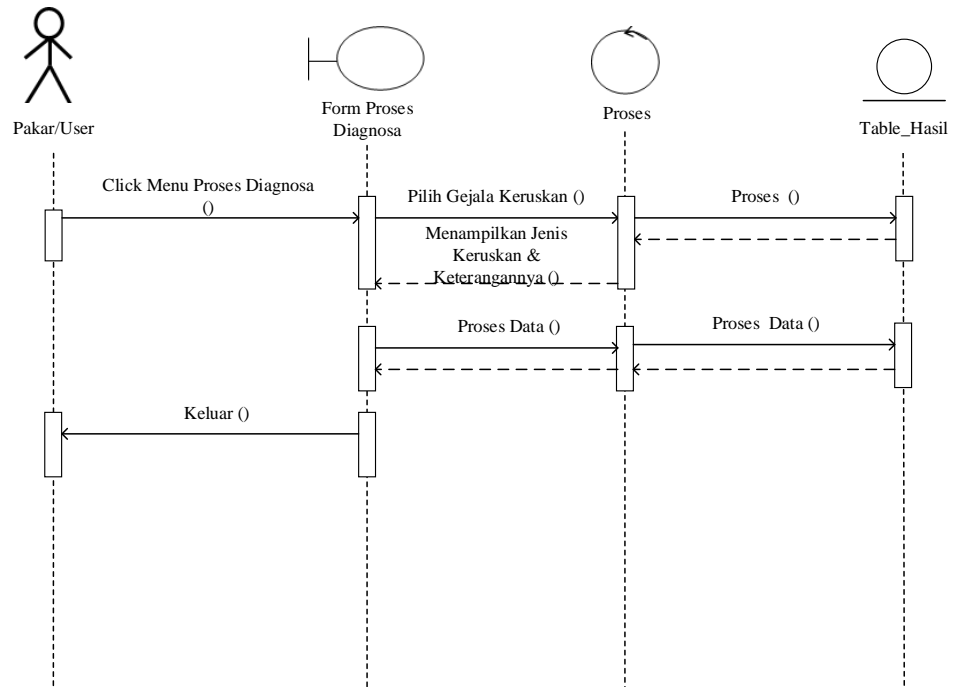 Pakar/User
Form Proses
Diagnosa
Proses
Table_Hasil
Click Menu Proses Diagnosa
()
Pilih Gejala Keruskan ()
Proses ()
Menampilkan Jenis
Keruskan &
Keterangannya ()
Proses Data ()
Proses Data ()
Keluar ()